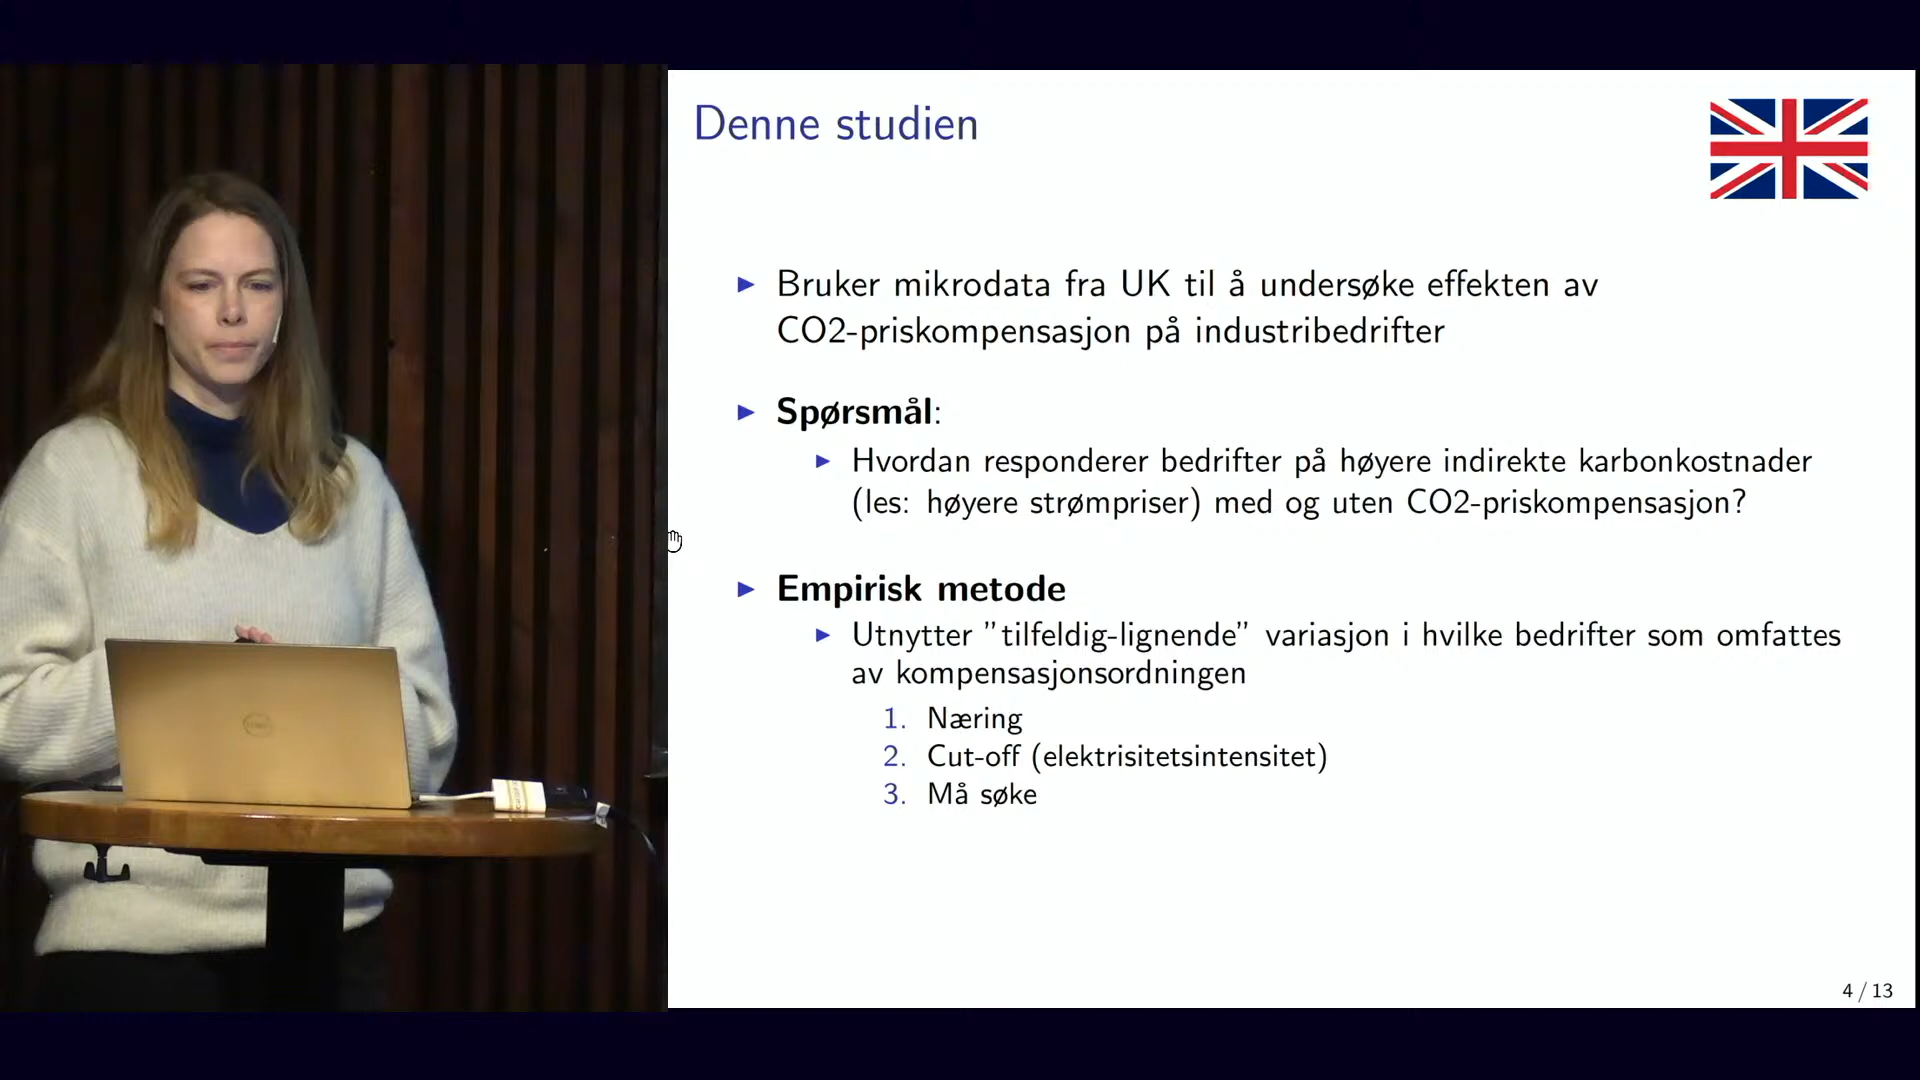 Denne studien
▶ Bruker mikrodata fra UK til å undersøke effekten av
CO2-priskompensasjon på industribedrifter
▶ Spørsmål:
▶ Hvordan responderer bedrifter på høyere indirekte karbonkostnader
(les: høyere strømpriser) med og uten CO2-priskompensasjon?
▶ Empirisk metode
▶ Utnytter "tilfeldig-lignende" variasjon i hvilke bedrifter som omfattes
av kompensasjonsordningen
1. Næring
2. Cut-off (elektrisitetsintensitet)
3. Må søke
4 / 13